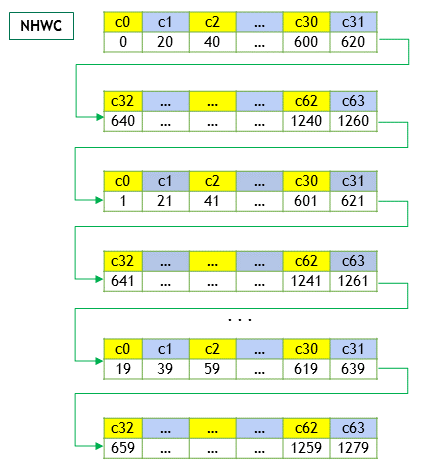 NHWC
c0 c1 c2 ... c30 c31
0 20 40 ... 600 620
c32 ... ... ... c62 c63
640 ... ... ... 1240 1260
c0 c1 c2 ... c30 c31
1 21 41 ... 601 621
c32 ... ... ... c62 c63
641 ... ... ... 1241 1261
...
c0 c1 c2 ... c30 c31
19 39 59 ... 619 639
c32 ... ... ... c62 c63
659 ... ... ... 1259 1279